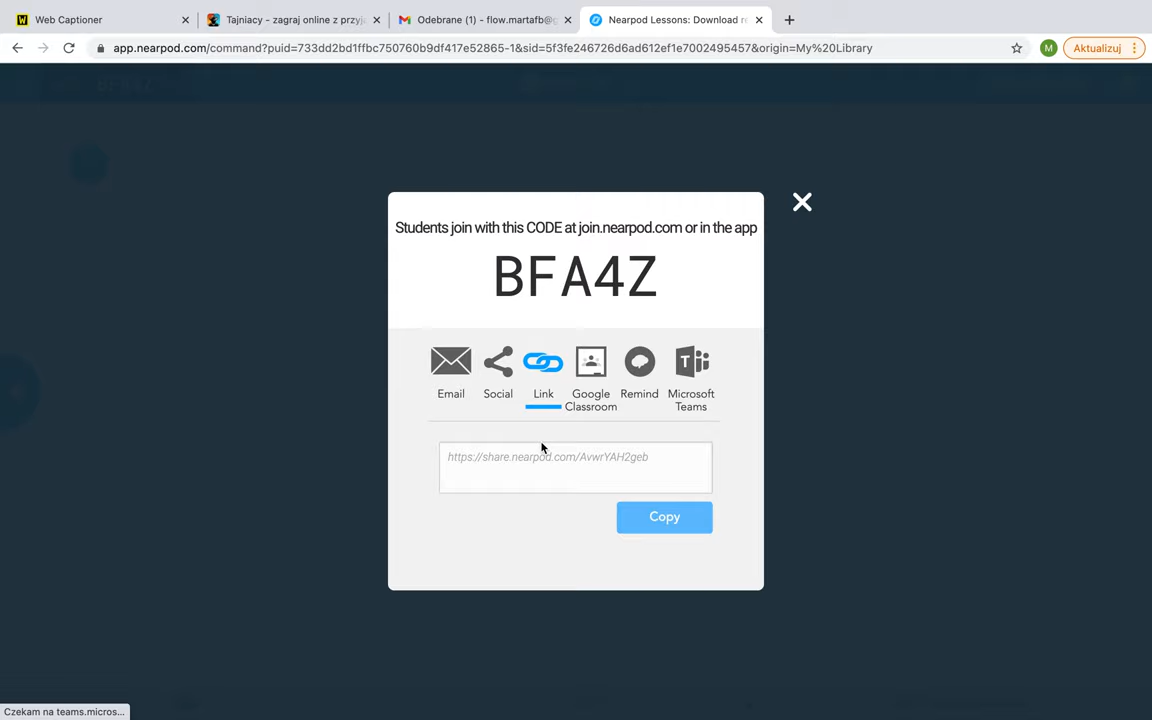 Web Captioner
Tajniacy - zagraj online z przyj
Odebrane (1) - flow.martafb@g
Nearpod Lessons: Download r
app.nearpod.com/command?puid=733dd2bd1ffbc750760b9df417e52865-1&sid=5f3fe246726d6ad612ef1e7002495457&origin=My%20Library
M
Aktualizuj
Students join with this CODE at join.nearpod.com or in the app
BFA4Z
Email
Social
Link
Google Classroom
Remind
Microsoft Teams
https://share.nearpod.com/AvwrYAH2geb
Copy
Czekam na teams.micros...